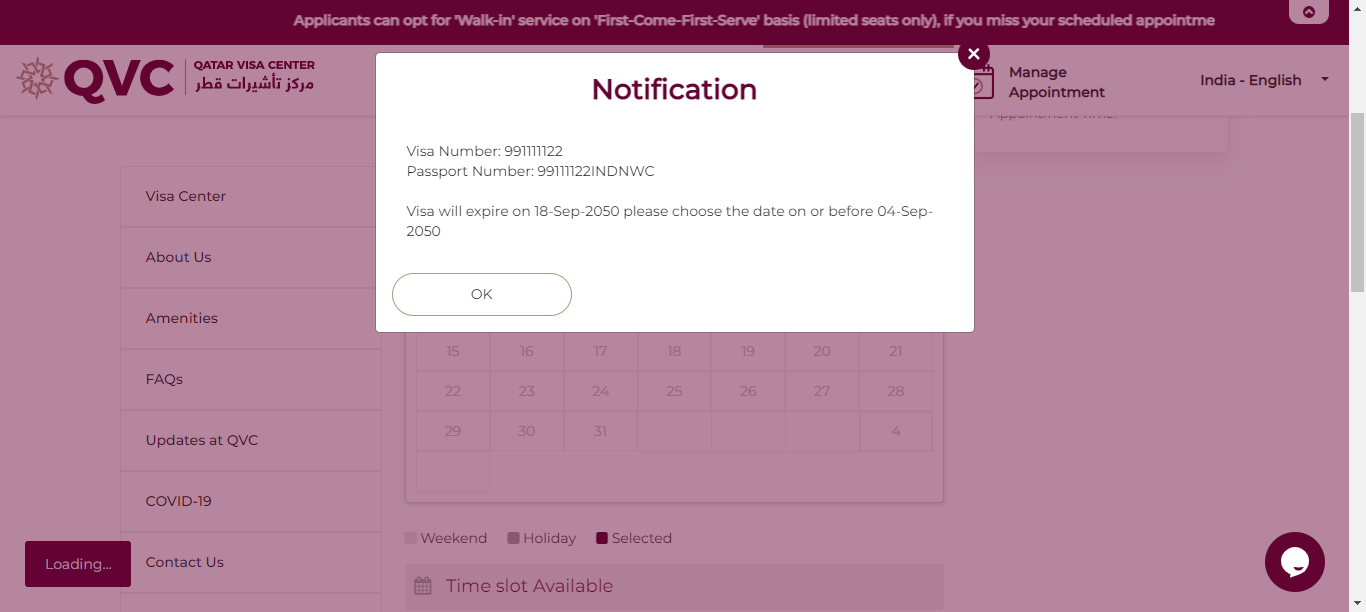 Applicants can opt for 'Walk-in' service on 'First-Come-First-Serve' basis (limited seats only), if you miss your scheduled appointme
QVC
QATAR VISA CENTER
مركز تأشيرات قطر
Manage
Appointment
India - English
Appointment Time:
Notification
Visa Number: 991111122
Passport Number: 99111122INDNWC
Visa will expire on 18-Sep-2050 please choose the date on or before 04-Sep-
2050
OK
Visa Center
About Us
Amenities
FAQs
Updates at QVC
COVID-19
Contact Us
15 16 17 18 19 20 21
22 23 24 25 26 27 28
29 30 31 4
Weekend Holiday Selected
Time slot Available
Loading...